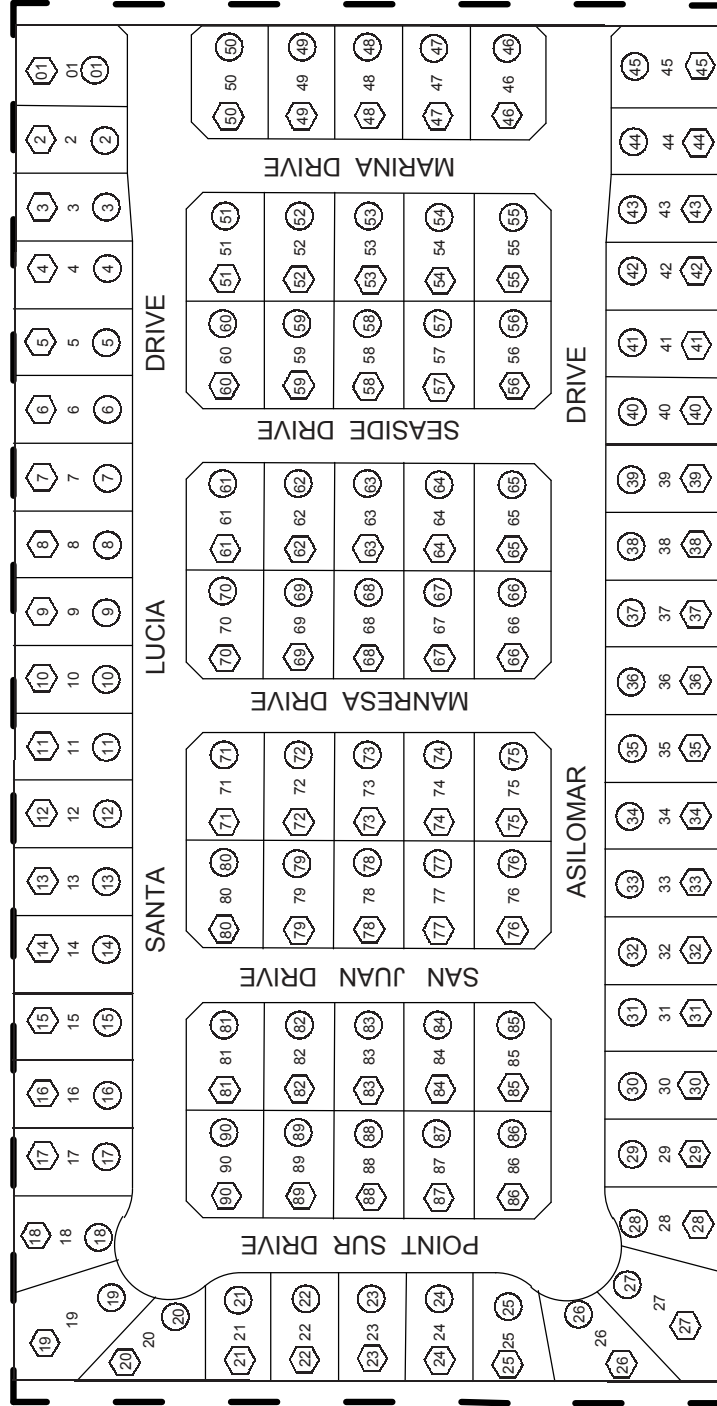 01 01 01
2 2 2
3 3 3
4 4 4
5 5 5
6 6 6
7 7 7
8 8 8
9 9 9
10 10 10
11 11 11
12 12 12
13 13 13
14 14 14
15 15 15
16 16 16
17 17 17
18 18 18
19 19 19
20 20 20
21 21 21
22 22 22
23 23 23
24 24 24
25 25 25
26 26 26
27 27 27
28 28 28
29 29 29
30 30 30
31 31 31
32 32 32
33 33 33
34 34 34
35 35 35
36 36 36
37 37 37
38 38 38
39 39 39
40 40 40
41 41 41
42 42 42
43 43 43
44 44 44
45 45 45
SANTA LUCIA DRIVE
ASILOMAR DRIVE
46 46 46
47 47 47
48 48 48
49 49 49
50 50 50
MARINA DRIVE
51 51 51
52 52 52
53 53 53
54 54 54
55 55 55
56 56 56
57 57 57
58 58 58
59 59 59
60 60 60
SEASIDE DRIVE
61 61 61
62 62 62
63 63 63
64 64 64
65 65 65
66 66 66
67 67 67
68 68 68
69 69 69
70 70 70
MANRESA DRIVE
71 71 71
72 72 72
73 73 73
74 74 74
75 75 75
76 76 76
77 77 77
78 78 78
79 79 79
80 80 80
SAN JUAN DRIVE
81 81 81
82 82 82
83 83 83
84 84 84
85 85 85
86 86 86
87 87 87
88 88 88
89 89 89
90 90 90
POINT SUR DRIVE